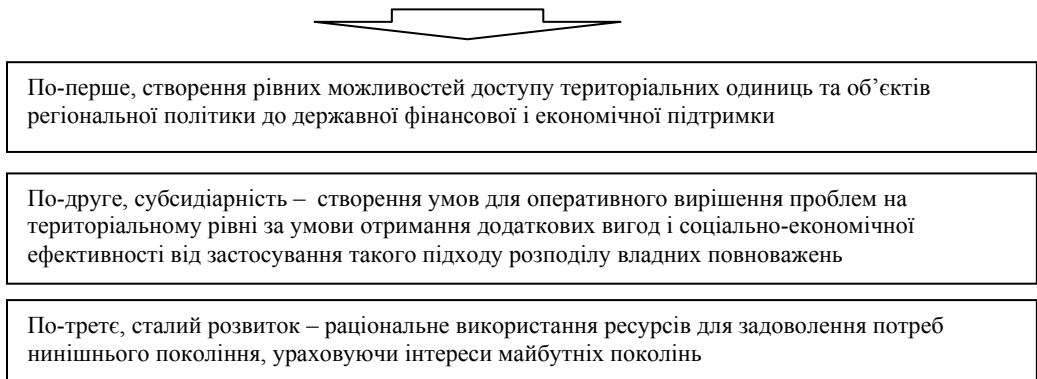 По-перше, створення рівних можливостей доступу територіальних одиниць та об’єктів
регіональної політики до державної фінансової і економічної підтримки
По-друге, субсидіарність – створення умов для оперативного вирішення проблем на
територіальному рівні за умови отримання додаткових вигод і соціально-економічної
ефективності від застосування такого підходу розподілу владних повноважень
По-третє, сталий розвиток – раціональне використання ресурсів для задоволення потреб
нинішнього покоління, ураховуючи інтереси майбутніх поколінь